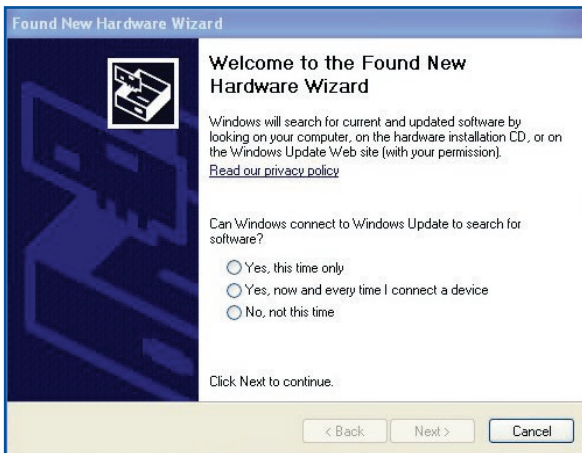 Found New Hardware Wizard
Welcome to the Found New
Hardware Wizard
Windows will search for current and updated software by
looking on your computer, on the hardware installation CD, or on
the Windows Update Web site (with your permission).
Read our privacy policy
Can Windows connect to Windows Update to search for
software?
Yes, this time only
Yes, now and every time I connect a device
No, not this time
Click Next to continue.
< Back Next > Cancel